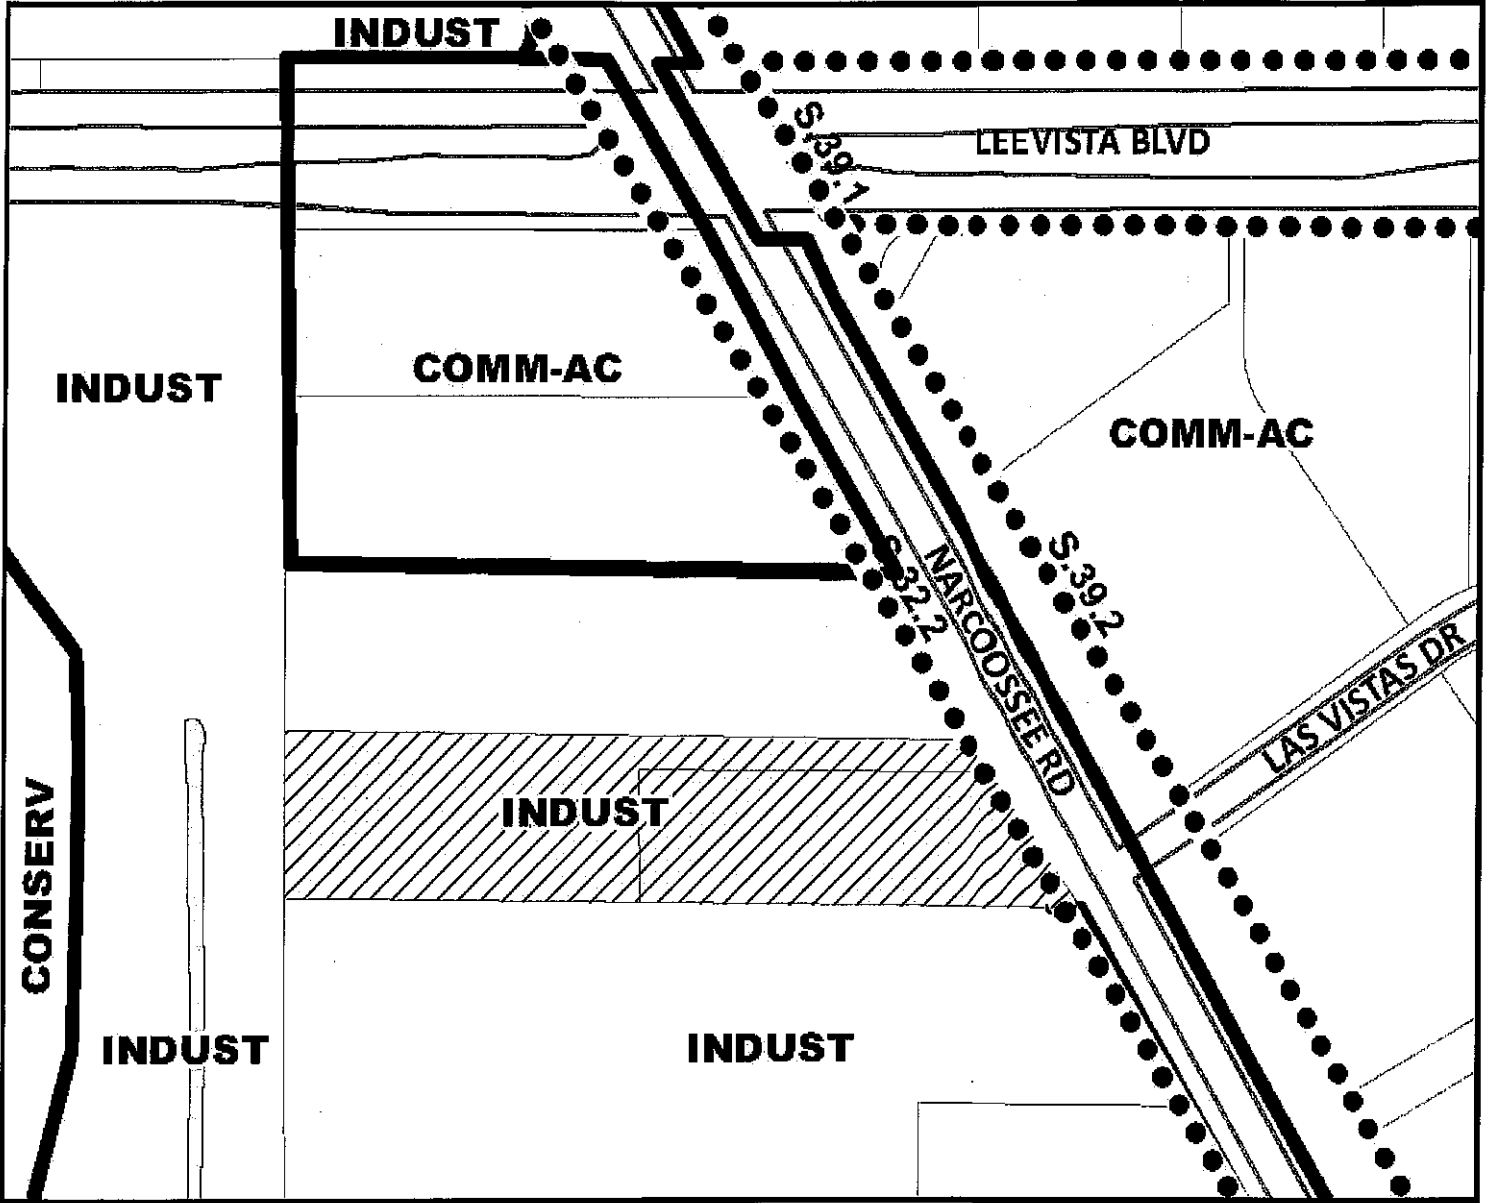 INDUST
S.39.1
LEEVISTA BLVD
INDUST
COMM-AC
COMM-AC
S.32.2
NARCOOSSEE RD
S.39.2
LAS VISTAS DR
INDUST
CONSERV
INDUST
INDUST